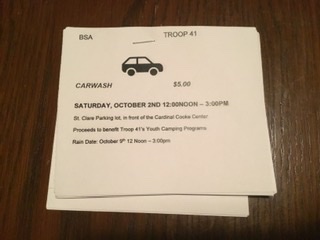 BSA TROOP 41
CARWASH $5.00
SATURDAY, OCTOBER 2ND 12:00NOON – 3:00PM
St. Clare Parking lot, in front of the Cardinal Cooke Center
Proceeds to benefit Troop 41's Youth Camping Programs
Rain Date: October 9th 12 Noon – 3:00pm